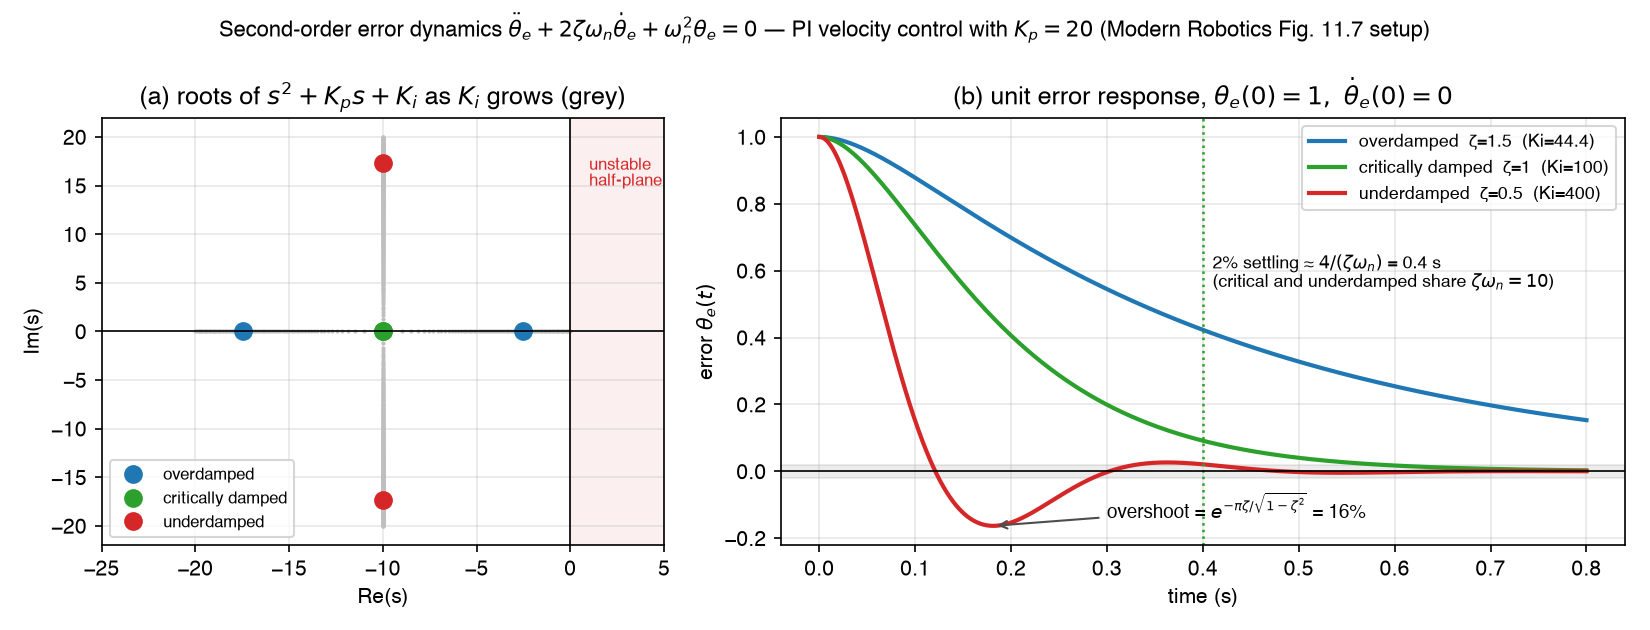 Second-order error dynamics θ̈ₑ + 2ζωₙθ̇ₑ + ωₙ²θₑ = 0 — PI velocity control with Kₚ = 20 (Modern Robotics Fig. 11.7 setup)
(a) roots of s² + Kₚs + Kᵢ as Kᵢ grows (grey)
Im(s)
20
15
10
5
0
−5
−10
−15
−20
unstable
half-plane
overdamped
critically damped
underdamped
−25
−20
−15
−10
−5
0
5
Re(s)
(b) unit error response, θₑ(0) = 1, θ̇ₑ(0) = 0
error θₑ(t)
1.0
0.8
0.6
0.4
0.2
0.0
−0.2
overdamped ζ=1.5 (Ki=44.4)
critically damped ζ=1 (Ki=100)
underdamped ζ=0.5 (Ki=400)
2% settling ≈ 4/(ζωₙ) = 0.4 s
(critical and underdamped share ζωₙ = 10)
overshoot = e^{−πζ/√(1−ζ²)} = 16%
0.0
0.1
0.2
0.3
0.4
0.5
0.6
0.7
0.8
time (s)